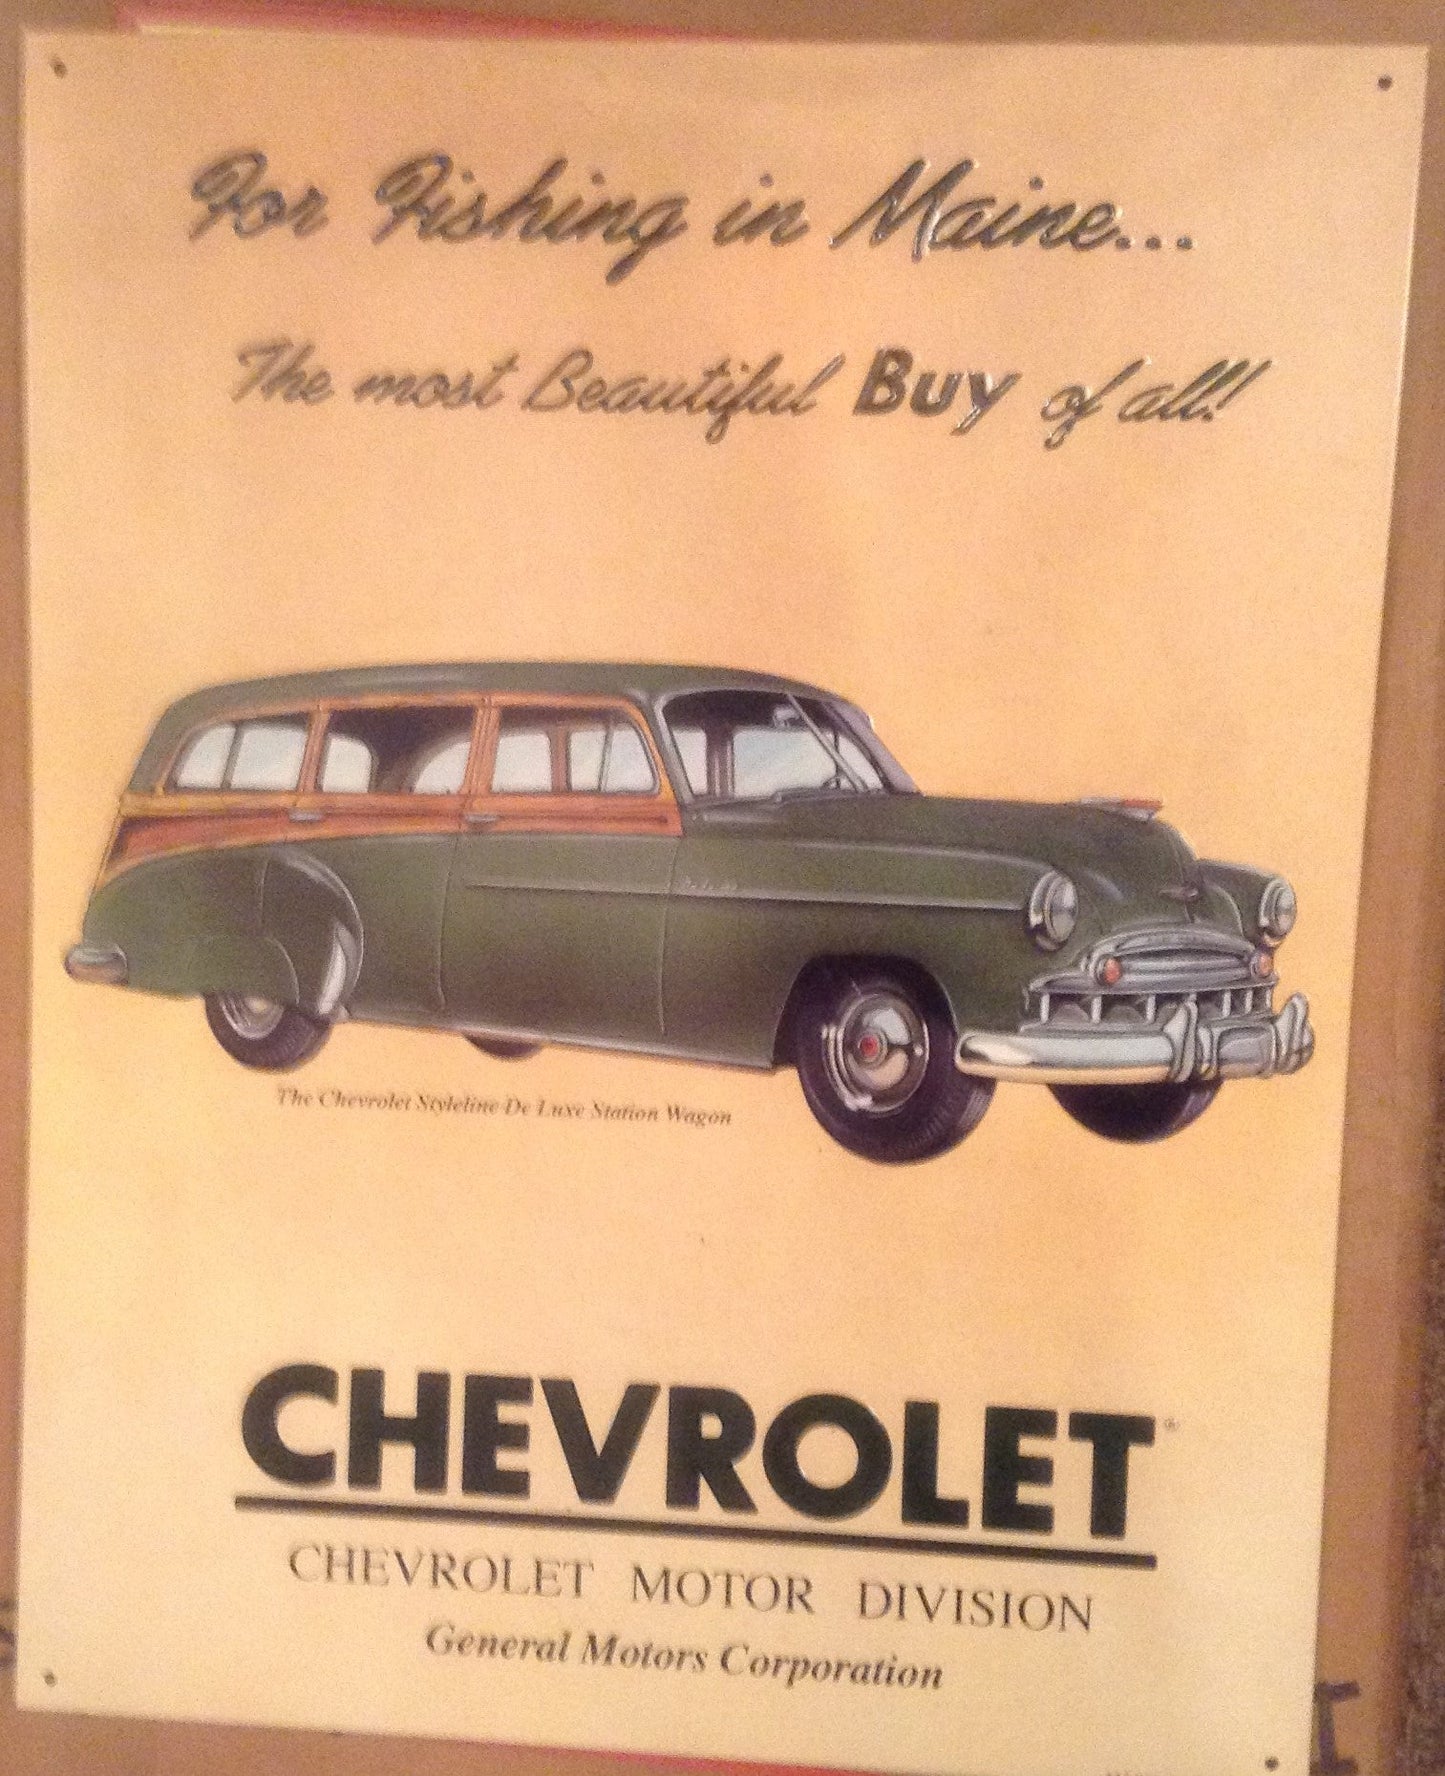 For Fishing in Maine...
The most Beautiful Buy of all!
The Chevrolet Styleline De Luxe Station Wagon
CHEVROLET
CHEVROLET MOTOR DIVISION
General Motors Corporation